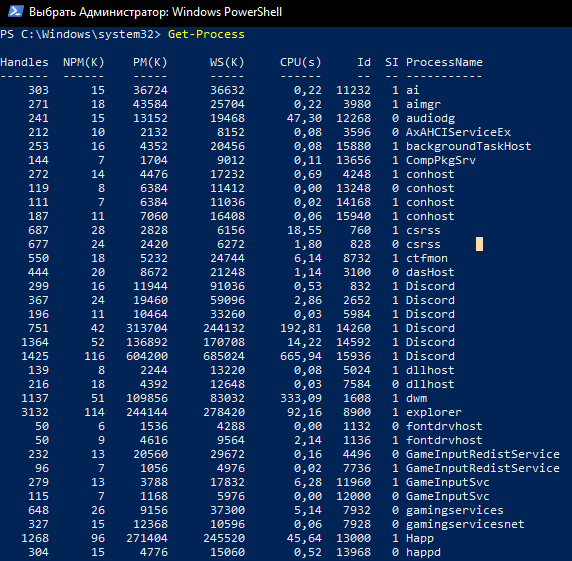 Выбрать Администратор: Windows PowerShell
PS C:\Windows\system32> Get-Process
Handles NPM(K) PM(K) WS(K) CPU(s) Id SI ProcessName
------- ------ ----- ----- ------ -- -- -----------
303 15 36724 36632 0,22 11232 1 ai
271 18 43584 25704 0,22 3980 1 aimgr
241 15 13152 19468 47,30 12268 0 audiodg
212 10 2132 8152 0,08 3596 0 AxAHCIServiceEx
253 16 4352 20456 0,08 15880 1 backgroundTaskHost
144 7 1704 9012 0,11 13656 1 CompPkgSrv
272 14 4476 17232 0,69 4248 1 conhost
119 8 6384 11412 0,00 13248 0 conhost
111 7 6384 11036 0,02 14168 1 conhost
187 11 7060 16408 0,06 15940 1 conhost
687 28 2828 6156 18,55 760 1 csrss
677 24 2420 6272 1,80 828 0 csrss
550 18 5232 24744 6,14 8732 1 ctfmon
444 20 8672 21248 1,14 3100 0 dasHost
299 16 11944 91036 0,53 832 1 Discord
367 24 19460 59096 2,86 2652 1 Discord
196 11 10464 33260 0,03 5984 1 Discord
751 42 313704 244132 192,81 14260 1 Discord
1364 52 136892 170708 14,22 14592 1 Discord
1425 116 604200 685024 665,94 15936 1 Discord
139 8 2244 13220 0,08 5024 1 dllhost
216 18 4392 12648 0,03 7584 0 dllhost
1137 51 109856 83032 333,09 1608 1 dwm
3132 114 244144 278420 92,16 8900 1 explorer
50 6 1536 4288 0,00 1132 0 fontdrvhost
50 9 4616 9564 2,14 1136 1 fontdrvhost
232 13 20560 29672 0,16 4496 0 GameInputRedistService
96 7 1056 4976 0,02 7736 1 GameInputRedistService
279 13 3788 17832 6,28 11960 1 GameInputSvc
115 7 1168 5976 0,00 12000 0 GameInputSvc
648 26 9156 37300 5,14 7932 0 gamingservices
327 15 12368 10596 0,06 7928 0 gamingservicesnet
1268 96 271404 245520 45,64 13000 1 Happ
304 15 4776 15060 0,52 13968 0 happd